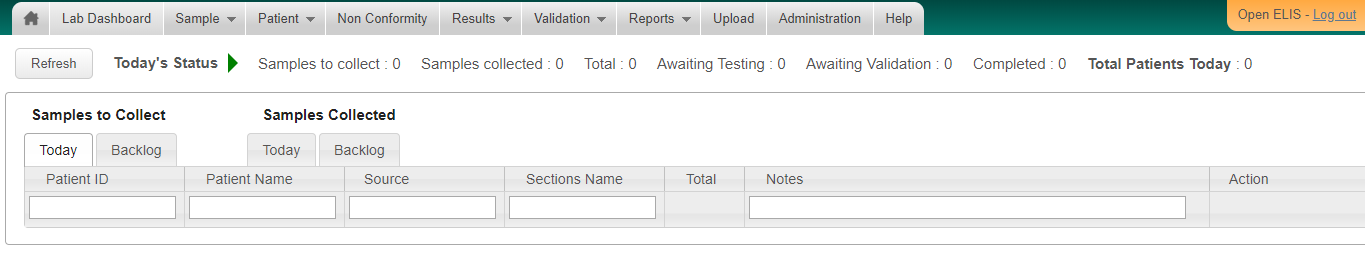 Lab Dashboard Sample Patient Non Conformity Results Validation Reports Upload Administration Help Open ELIS - Log out
Refresh Today's Status Samples to collect : 0 Samples collected : 0 Total : 0 Awaiting Testing : 0 Awaiting Validation : 0 Completed : 0 Total Patients Today : 0
Samples to Collect Samples Collected
Today Backlog Today Backlog
Patient ID Patient Name Source Sections Name Total Notes Action